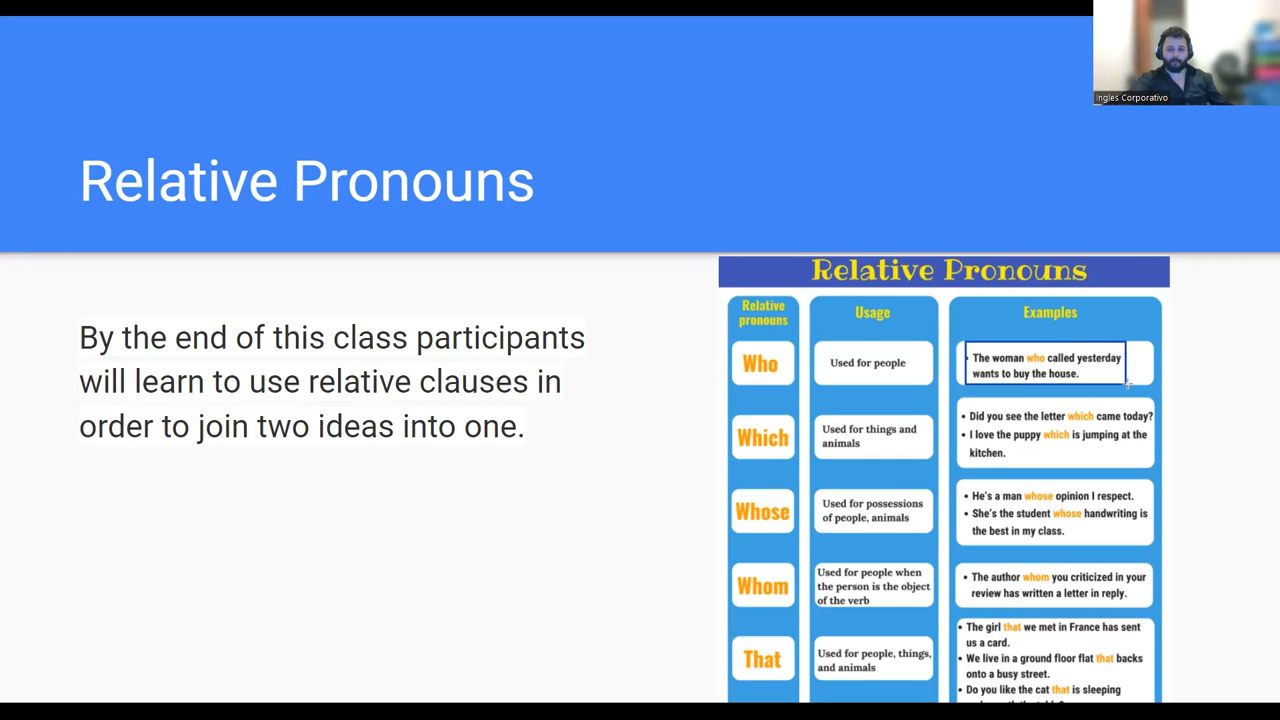 Ingles Corporativo
Relative Pronouns
By the end of this class participants
will learn to use relative clauses in
order to join two ideas into one.
Relative Pronouns
Relative
pronouns
Usage
Examples
Who
Used for people
• The woman who called yesterday
wants to buy the house.
Which
Used for things and
animals
• Did you see the letter which came today?
• I love the puppy which is jumping at the
kitchen.
Whose
Used for possessions
of people, animals
• He's a man whose opinion I respect.
• She's the student whose handwriting is
the best in my class.
Whom
Used for people when
the person is the object
of the verb
• The author whom you criticized in your
review has written a letter in reply.
That
Used for people, things,
and animals
• The girl that we met in France has sent
us a card.
• We live in a ground floor flat that backs
onto a busy street.
• Do you like the cat that is sleeping